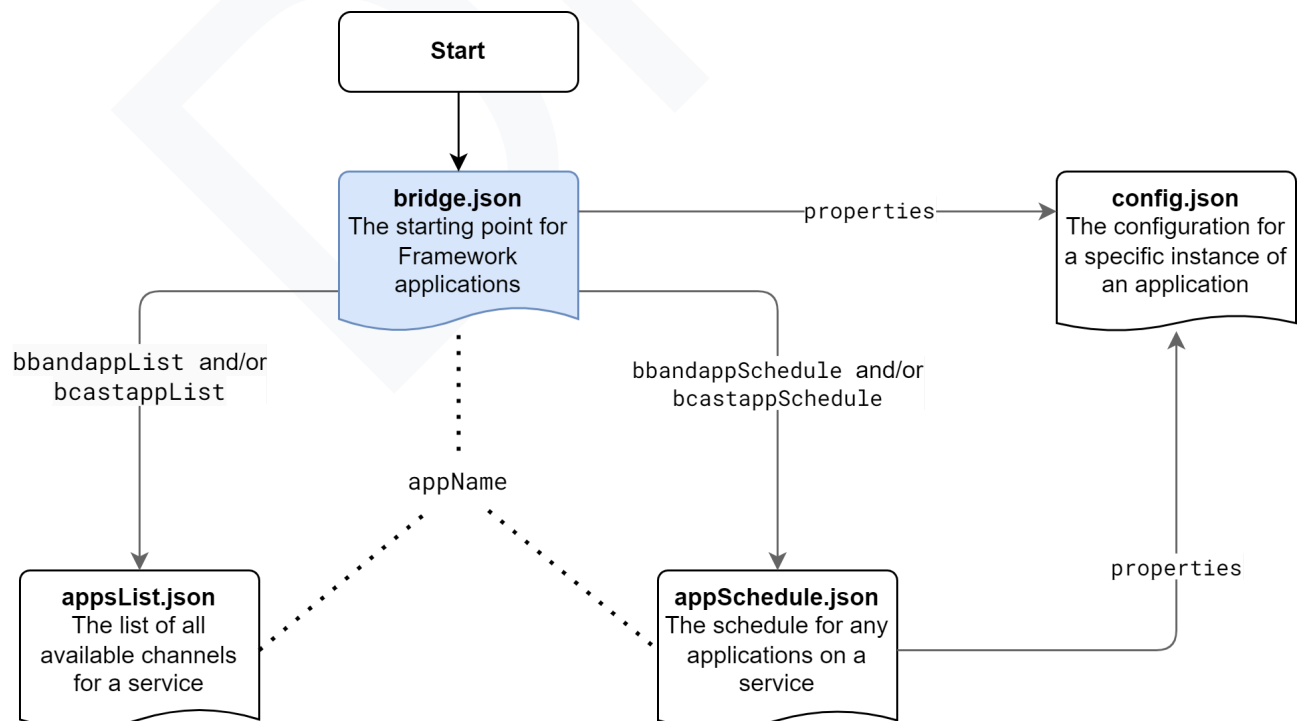 Start
bridge.json
The starting point for
Framework
applications
properties
config.json
The configuration for
a specific instance of
an application
bbandappList and/or
bcastappList
bbandappSchedule and/or
bcastappSchedule
appName
properties
appsList.json
The list of all
available channels
for a service
appSchedule.json
The schedule for any
applications on a
service